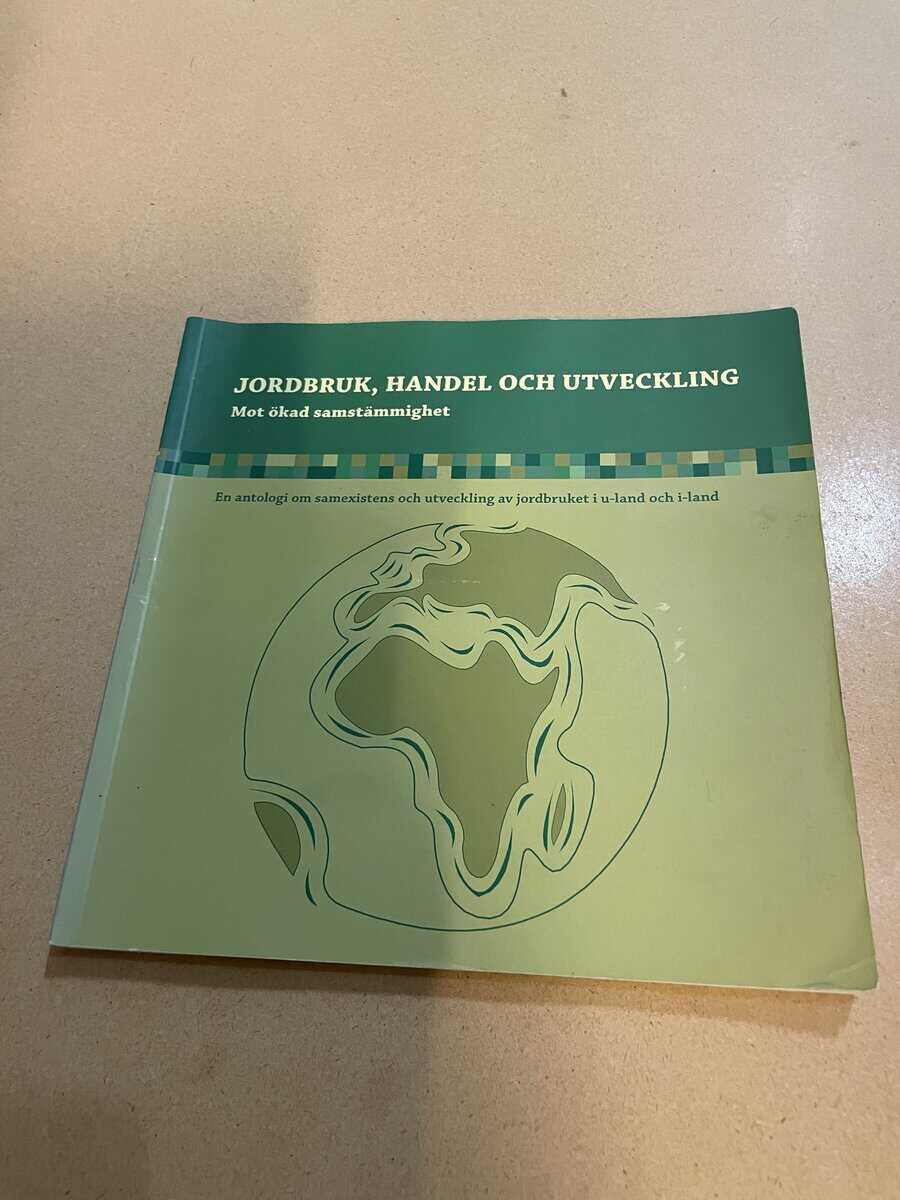 JORDBRUK, HANDEL OCH UTVECKLING
Mot ökad samstämmighet
En antologi om samexistens och utveckling av jordbruket i u-land och i-land